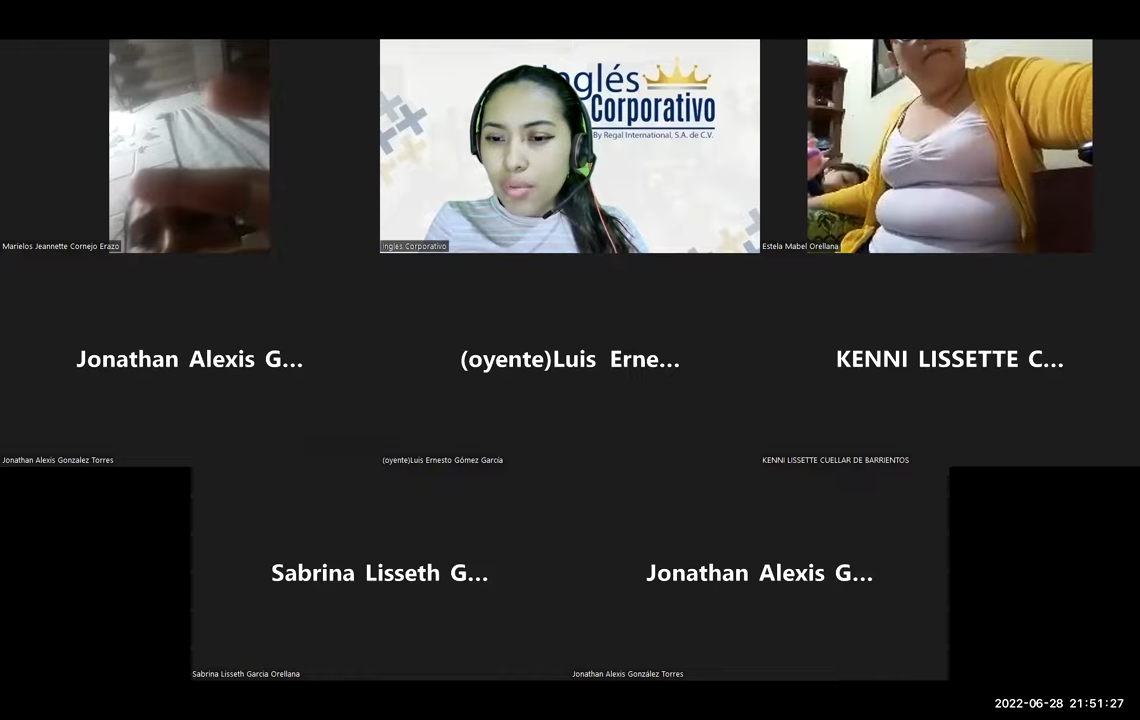 Inglés
Corporativo
By Regal International, S.A. de C.V.
Marielos Jeannette Cornejo Erazo
Ingles Corporativo
Estela Mabel Orellana
Jonathan Alexis G...
(oyente)Luis Erne...
KENNI LISSETTE C...
Jonathan Alexis Gonzalez Torres
(oyente)Luis Ernesto Gómez García
KENNI LISSETTE CUELLAR DE BARRIENTOS
Sabrina Lisseth G...
Jonathan Alexis G...
Sabrina Lisseth Garcia Orellana
Jonathan Alexis González Torres
2022-06-28 21:51:27